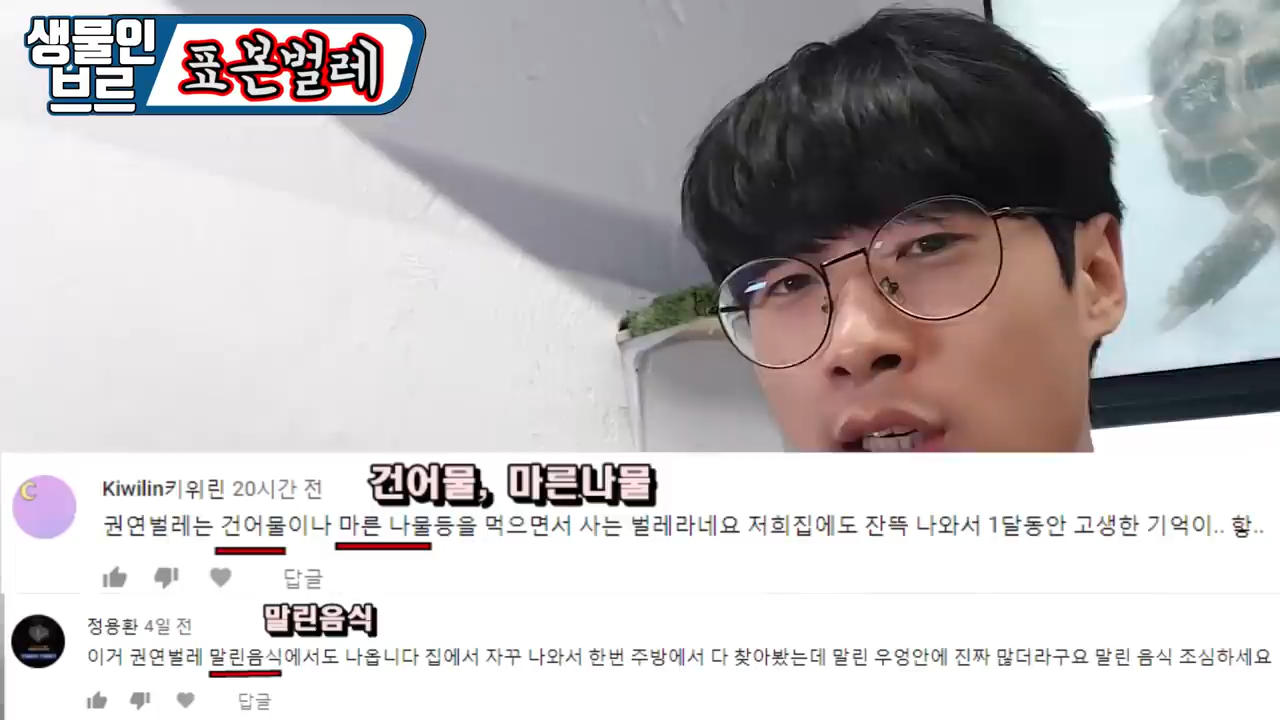 생물인
브르
표본벌레
Kiwilin키위린 20시간 전
건어물, 마른나물
권연벌레는 건어물이나 마른 나물등을 먹으면서 사는 벌레라네요 저희집에도 잔뜩 나와서 1달동안 고생한 기억이.. 핳..
답글
정용환 4일 전
말린음식
이거 권연벌레 말린음식에서도 나옵니다 집에서 자꾸 나와서 한번 주방에서 다 찾아봤는데 말린 우엉안에 진짜 많더라구요 말린 음식 조심하세요
답글